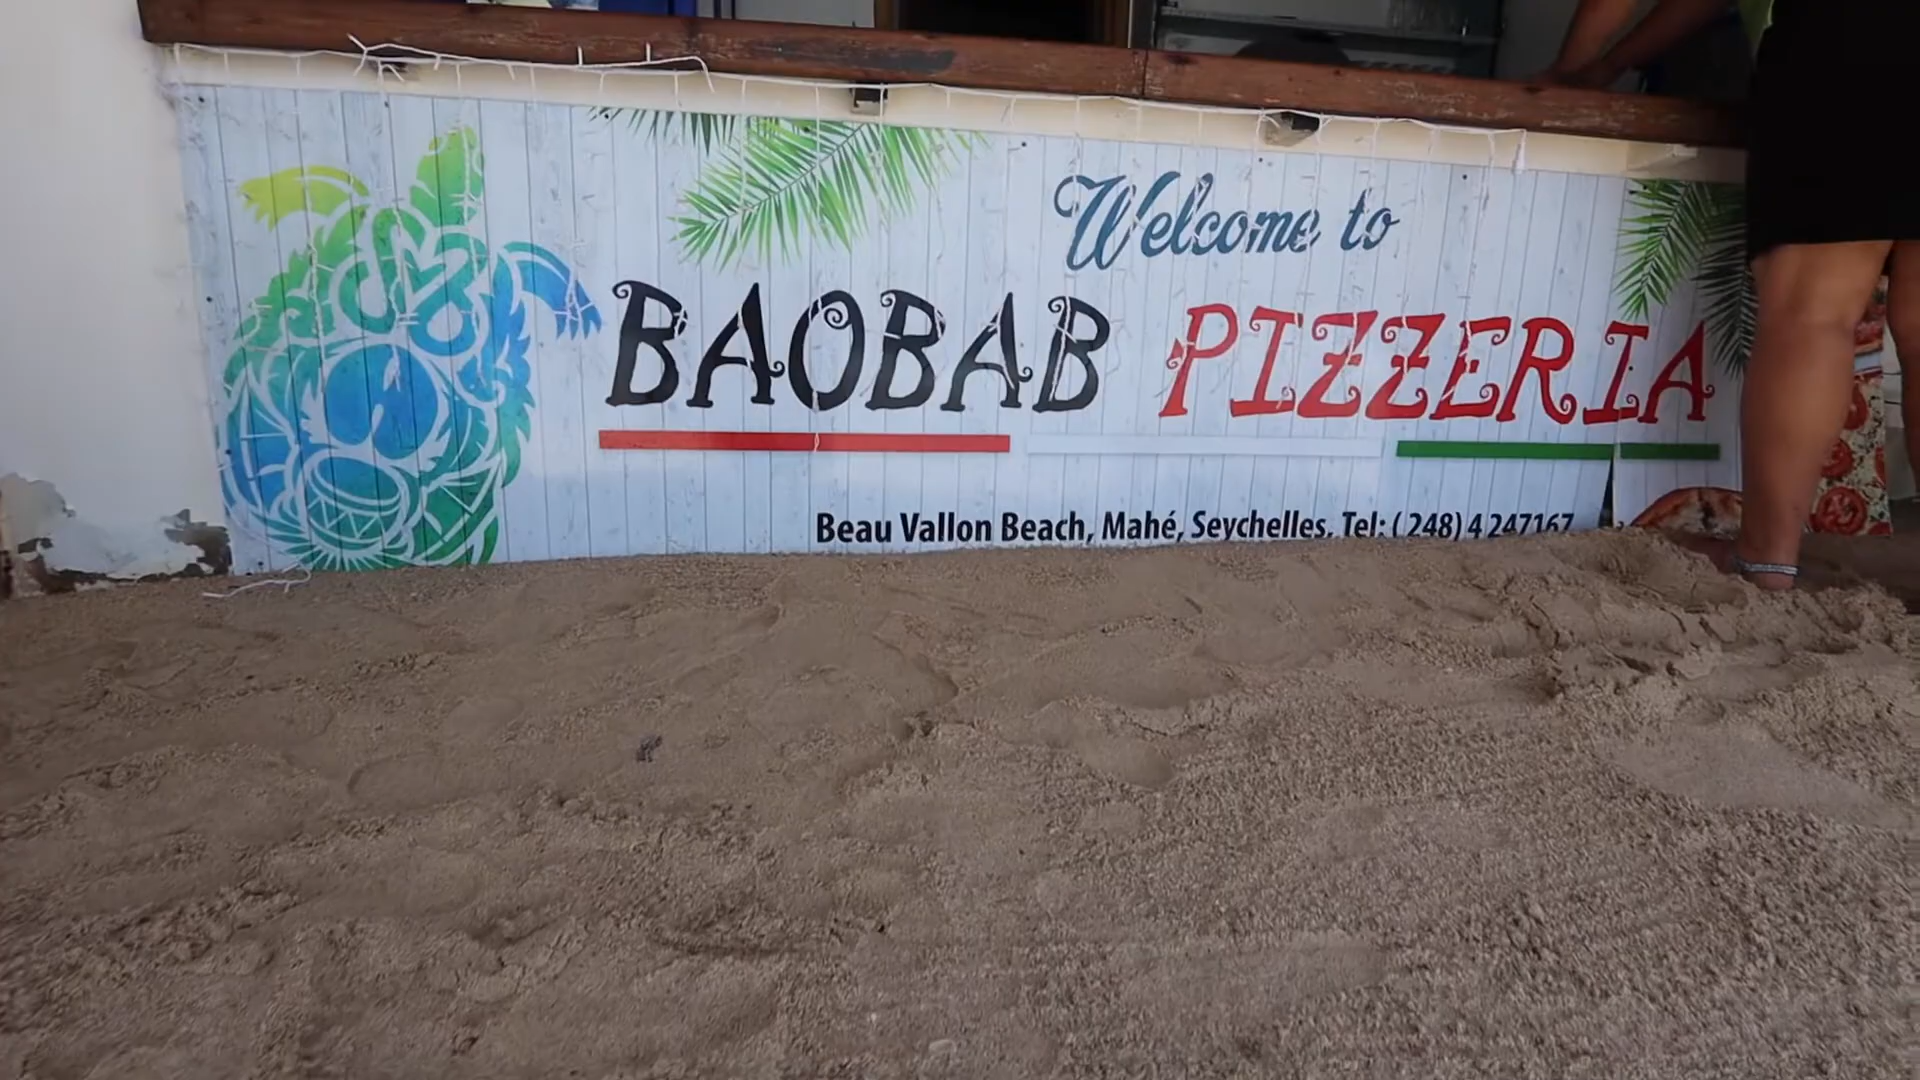 Welcome to
BAOBAB PIZZERIA
Beau Vallon Beach, Mahé, Seychelles, Tel: ( 248) 4 247167